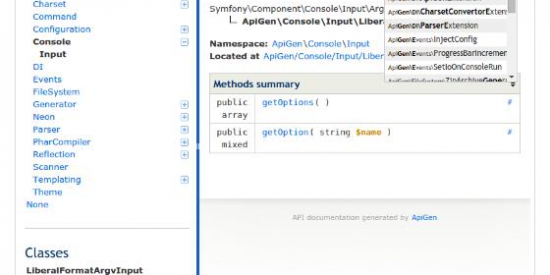 Charset
Command
Configuration
Console
Input
DI
Events
FileSystem
Generator
Neon
Parser
PharCompiler
Reflection
Scanner
Templating
Theme
None
Classes
LiberalFormatArgvInput
Symfony\Component\Console\Input\Arg
ApiGen\Console\Input\Libera
Namespace: ApiGen\Console\Input
Located at ApiGen/Console/Input/Liber
ApiGen\DI\CharsetConvertorExten
ApiGen\DI\ParserExtension
ApiGen\Events\InjectConfig
ApiGen\Events\ProgressBarIncremen
ApiGen\Events\SetIoOnConsoleRun
Methods summary
public array getOptions( ) #
public mixed getOption( string $name ) #
API documentation generated by ApiGen